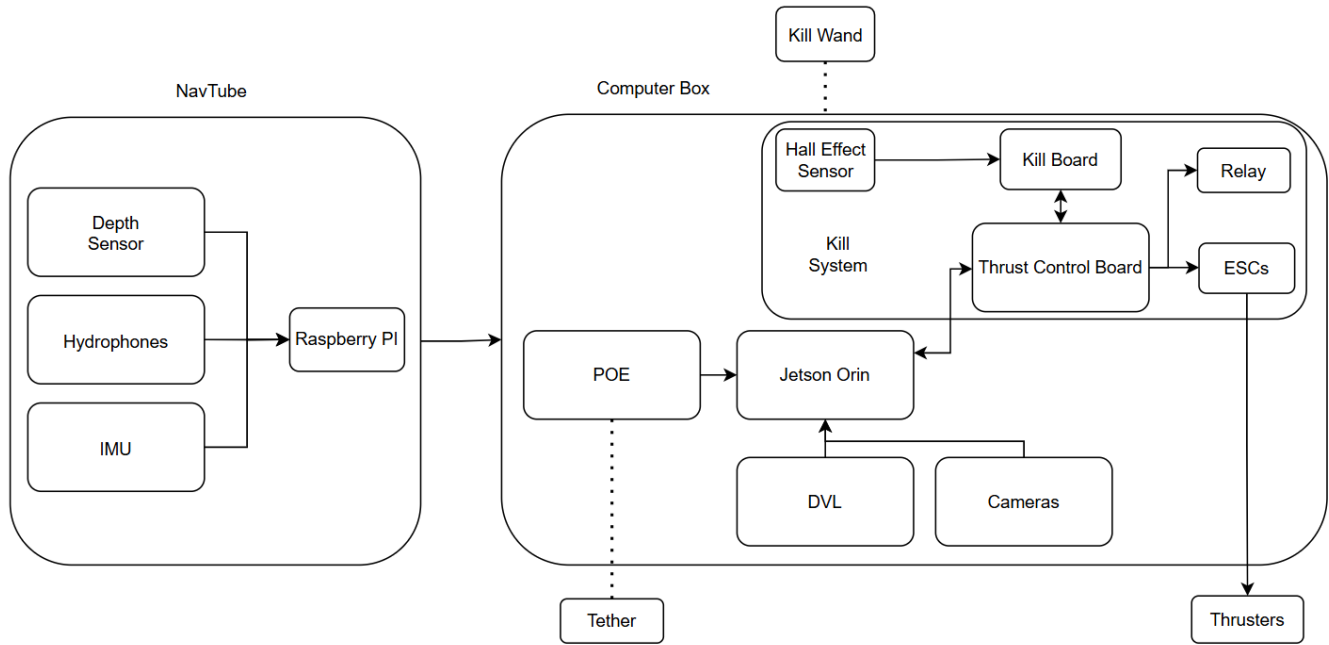 Kill Wand
NavTube
Computer Box
Hall Effect
Sensor
Kill Board
Relay
Depth
Sensor
Kill
System
Thrust Control Board
ESCs
Hydrophones
Raspberry PI
POE
Jetson Orin
IMU
DVL
Cameras
Tether
Thrusters